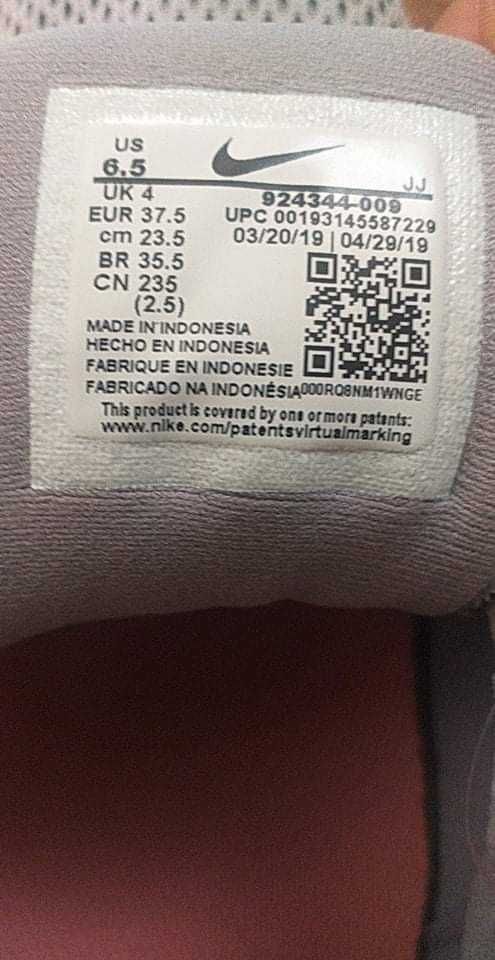 US
6.5
JJ
UK 4
924344-009
EUR 37.5
UPC 00193145587229
cm 23.5
03/20/19 | 04/29/19
BR 35.5
CN 235
(2.5)
MADE IN INDONESIA
HECHO EN INDONESIA
FABRIQUE EN INDONESIE
FABRICADO NA INDONÉSIA
000RQ8NM1WNGE
This product is covered by one or more patents:
www.nike.com/patentsvirtualmarking